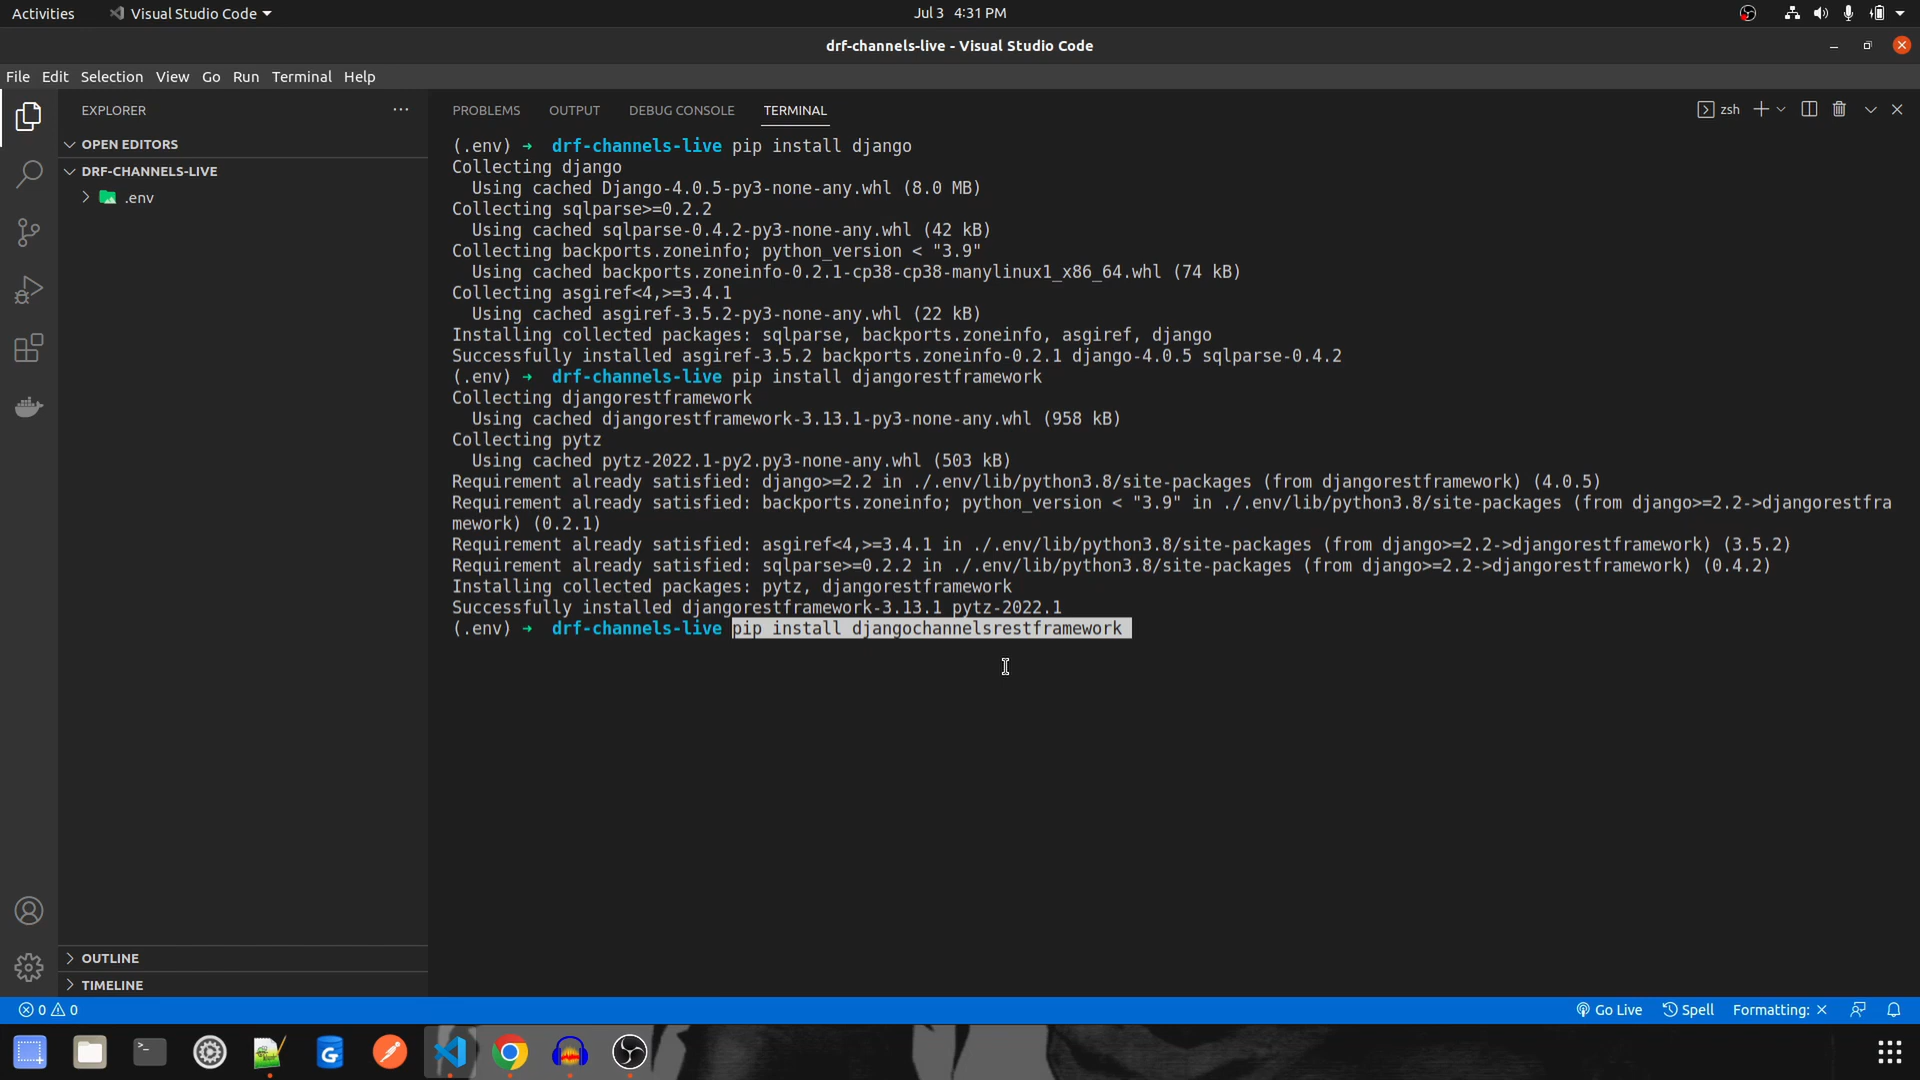 Activities
Visual Studio Code
Jul 3 4:31 PM
drf-channels-live - Visual Studio Code
File Edit Selection View Go Run Terminal Help
EXPLORER
OPEN EDITORS
DRF-CHANNELS-LIVE
.env
OUTLINE
TIMELINE
PROBLEMS OUTPUT DEBUG CONSOLE TERMINAL
zsh
(.env) ➜ drf-channels-live pip install django
Collecting django
Using cached Django-4.0.5-py3-none-any.whl (8.0 MB)
Collecting sqlparse>=0.2.2
Using cached sqlparse-0.4.2-py3-none-any.whl (42 kB)
Collecting backports.zoneinfo; python_version < "3.9"
Using cached backports.zoneinfo-0.2.1-cp38-cp38-manylinux1_x86_64.whl (74 kB)
Collecting asgiref<4,>=3.4.1
Using cached asgiref-3.5.2-py3-none-any.whl (22 kB)
Installing collected packages: sqlparse, backports.zoneinfo, asgiref, django
Successfully installed asgiref-3.5.2 backports.zoneinfo-0.2.1 django-4.0.5 sqlparse-0.4.2
(.env) ➜ drf-channels-live pip install djangorestframework
Collecting djangorestframework
Using cached djangorestframework-3.13.1-py3-none-any.whl (958 kB)
Collecting pytz
Using cached pytz-2022.1-py2.py3-none-any.whl (503 kB)
Requirement already satisfied: django>=2.2 in ./.env/lib/python3.8/site-packages (from djangorestframework) (4.0.5)
Requirement already satisfied: backports.zoneinfo; python_version < "3.9" in ./.env/lib/python3.8/site-packages (from django>=2.2->djangorestfra
mework) (0.2.1)
Requirement already satisfied: asgiref<4,>=3.4.1 in ./.env/lib/python3.8/site-packages (from django>=2.2->djangorestframework) (3.5.2)
Requirement already satisfied: sqlparse>=0.2.2 in ./.env/lib/python3.8/site-packages (from django>=2.2->djangorestframework) (0.4.2)
Installing collected packages: pytz, djangorestframework
Successfully installed djangorestframework-3.13.1 pytz-2022.1
(.env) ➜ drf-channels-live pip install djangochannelsrestframework
0 0
Go Live Spell Formatting: ×